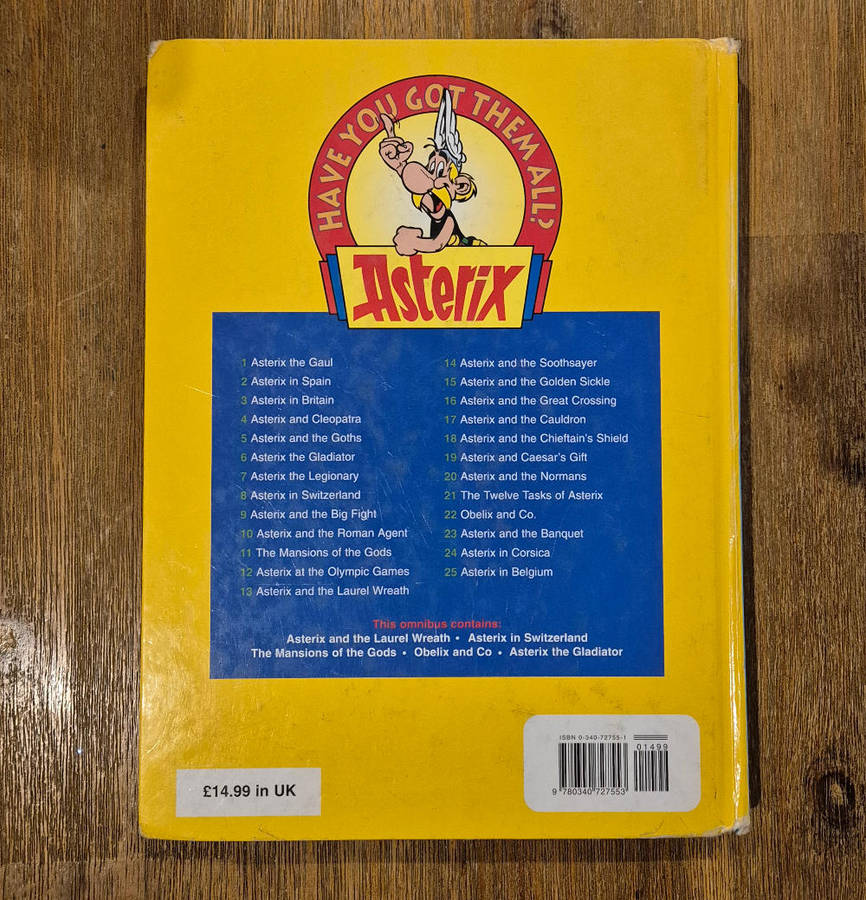 HAVE YOU GOT THEM ALL?
Asterix
1 Asterix the Gaul
2 Asterix in Spain
3 Asterix in Britain
4 Asterix and Cleopatra
5 Asterix and the Goths
6 Asterix the Gladiator
7 Asterix the Legionary
8 Asterix in Switzerland
9 Asterix and the Big Fight
10 Asterix and the Roman Agent
11 The Mansions of the Gods
12 Asterix at the Olympic Games
13 Asterix and the Laurel Wreath
14 Asterix and the Soothsayer
15 Asterix and the Golden Sickle
16 Asterix and the Great Crossing
17 Asterix and the Cauldron
18 Asterix and the Chieftain's Shield
19 Asterix and Caesar's Gift
20 Asterix and the Normans
21 The Twelve Tasks of Asterix
22 Obelix and Co.
23 Asterix and the Banquet
24 Asterix in Corsica
25 Asterix in Belgium
This omnibus contains:
Asterix and the Laurel Wreath • Asterix in Switzerland
The Mansions of the Gods • Obelix and Co • Asterix the Gladiator
£14.99 in UK
ISBN 0-340-72755-1
01499
9 780340 727553